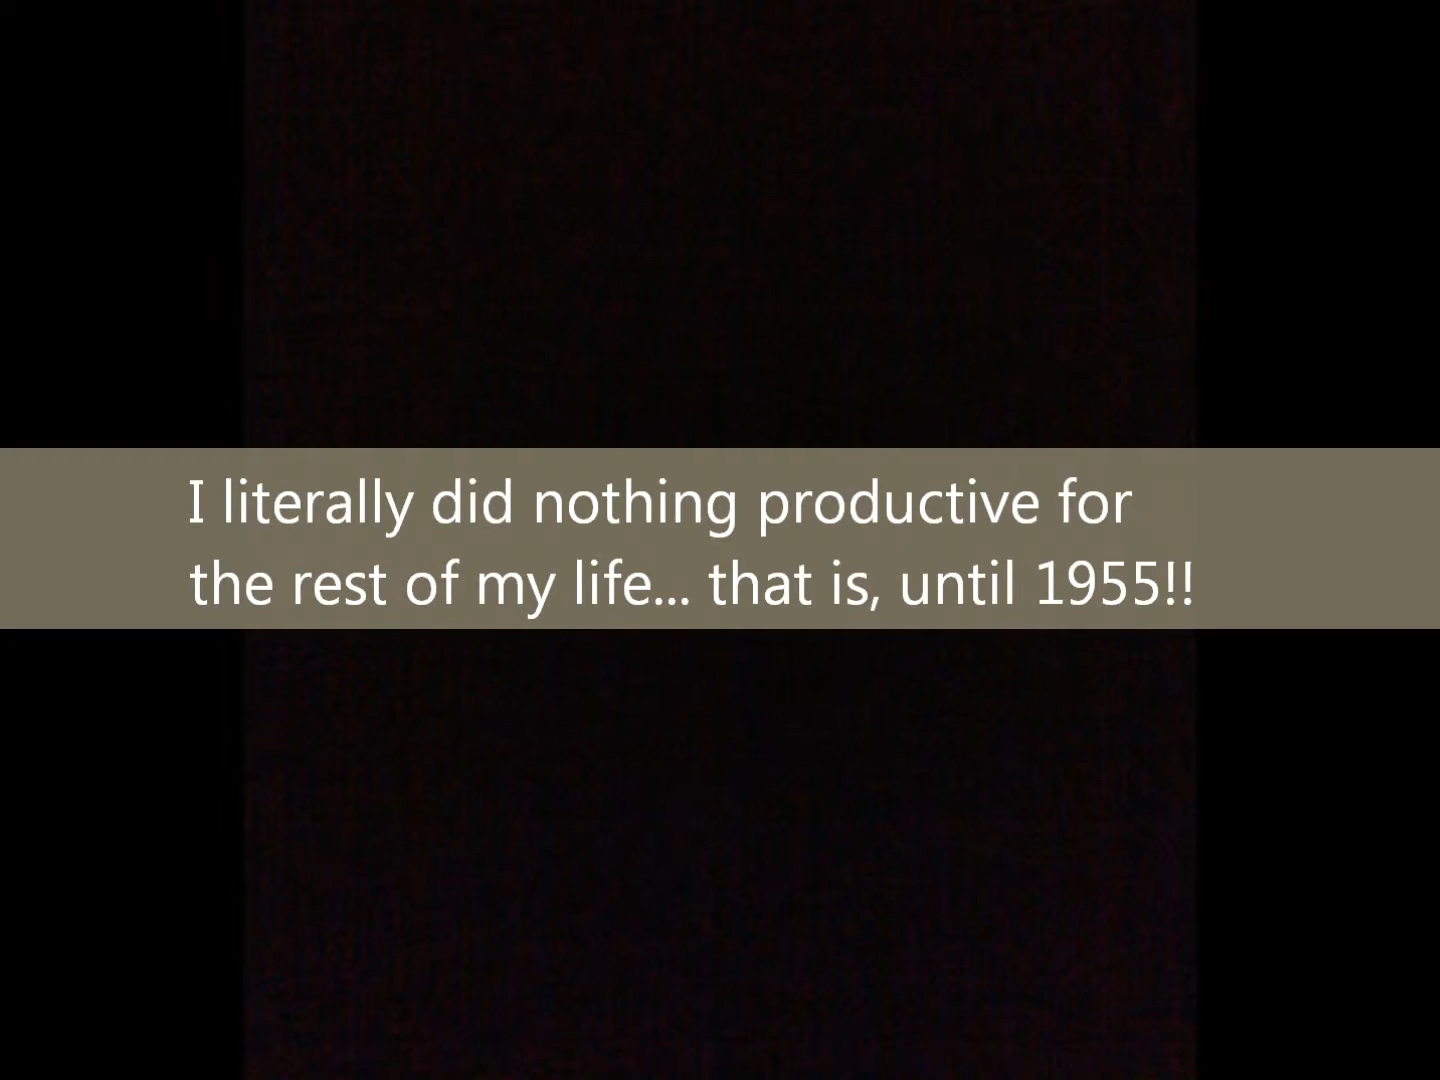 I literally did nothing productive for
the rest of my life... that is, until 1955!!